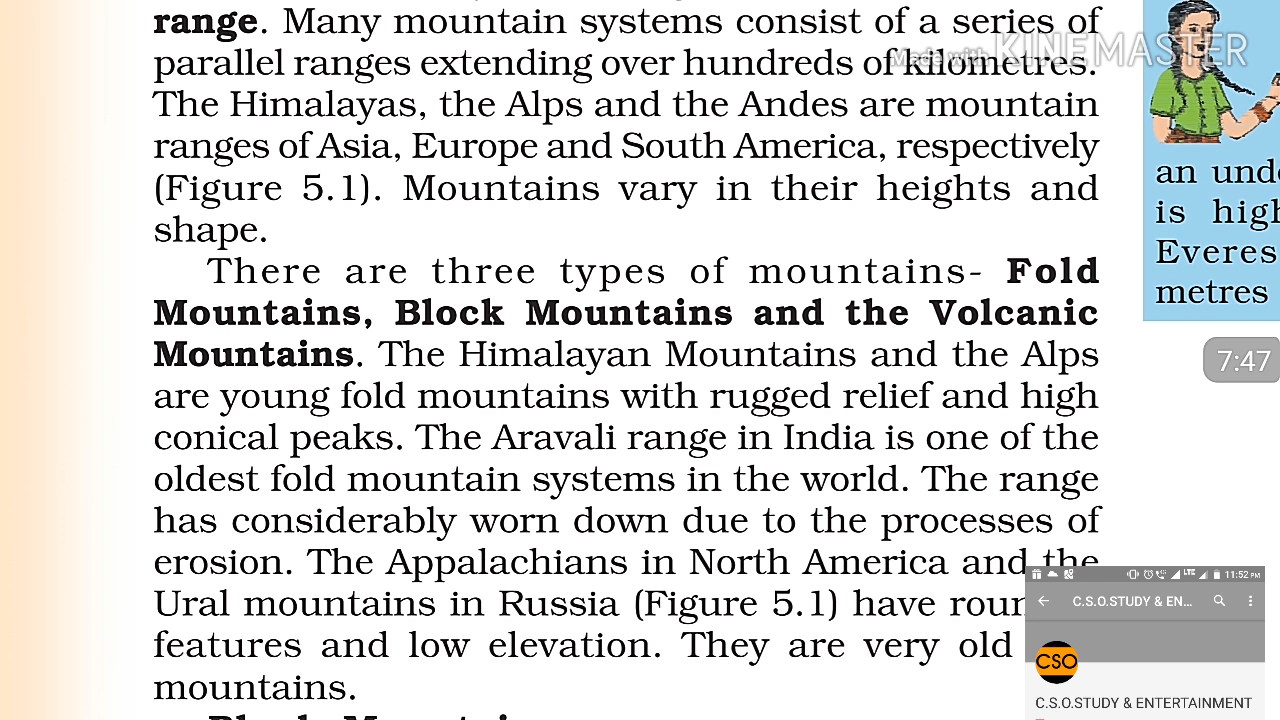 range. Many mountain systems consist of a series of
parallel ranges extending over hundreds of kilometres.
The Himalayas, the Alps and the Andes are mountain
ranges of Asia, Europe and South America, respectively
(Figure 5.1). Mountains vary in their heights and
shape.
There are three types of mountains- Fold
Mountains, Block Mountains and the Volcanic
Mountains. The Himalayan Mountains and the Alps
are young fold mountains with rugged relief and high
conical peaks. The Aravali range in India is one of the
oldest fold mountain systems in the world. The range
has considerably worn down due to the processes of
erosion. The Appalachians in North America and the
Ural mountains in Russia (Figure 5.1) have roun
features and low elevation. They are very old
mountains.
Made with KINEMASTER
an und
is high
Everes
metres
7:47
LTE 11:52 PM
C.S.O.STUDY & EN...
CSO
C.S.O.STUDY & ENTERTAINMENT